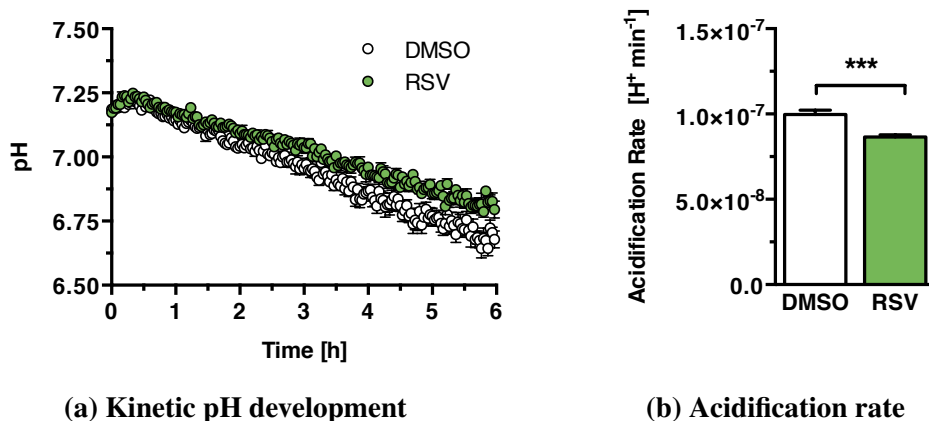 7.50
7.25
7.00
6.75
6.50
pH
DMSO
RSV
0 1 2 3 4 5 6
Time [h]
(a) Kinetic pH development
1.5×10⁻⁷
1.0×10⁻⁷
5.0×10⁻⁸
0.0
Acidification Rate [H⁺ min⁻¹]
***
DMSO RSV
(b) Acidification rate